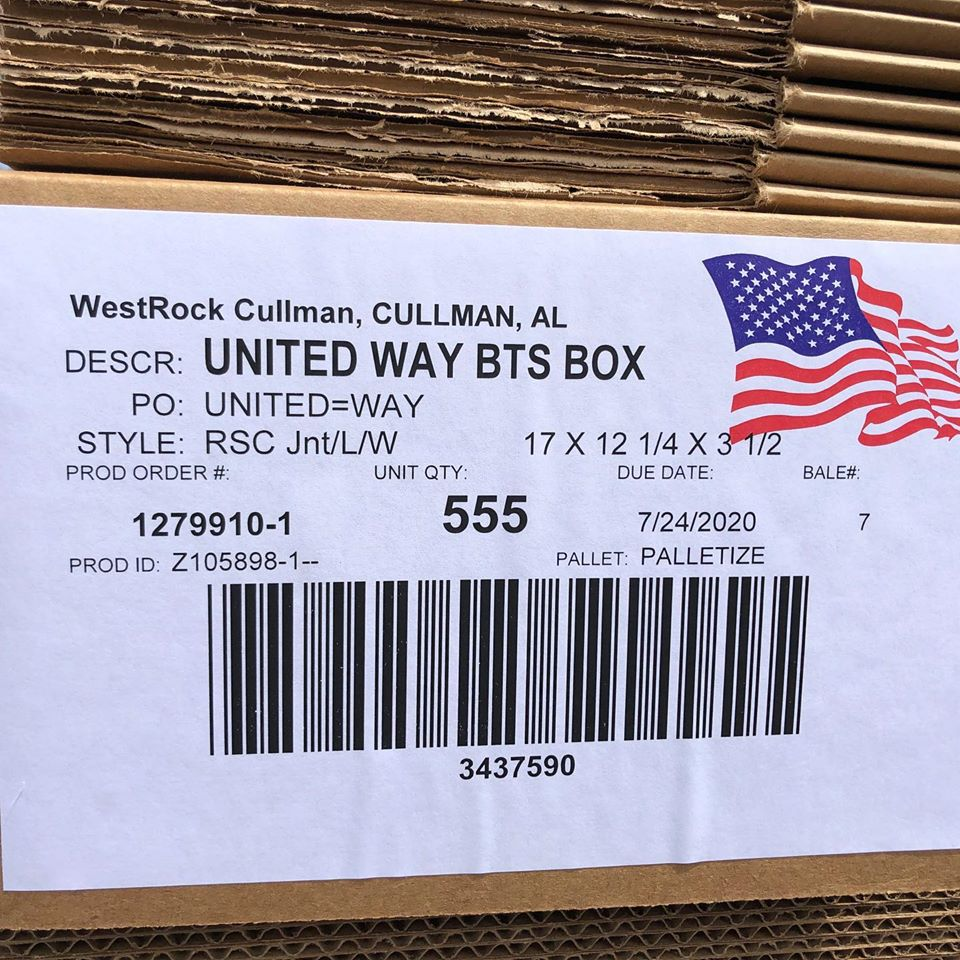 WestRock Cullman, CULLMAN, AL
DESCR: UNITED WAY BTS BOX
PO: UNITED=WAY
STYLE: RSC Jnt/L/W 17 X 12 1/4 X 3 1/2
PROD ORDER #: UNIT QTY: DUE DATE: BALE#:
1279910-1 555 7/24/2020 7
PROD ID: Z105898-1-- PALLET: PALLETIZE
3437590